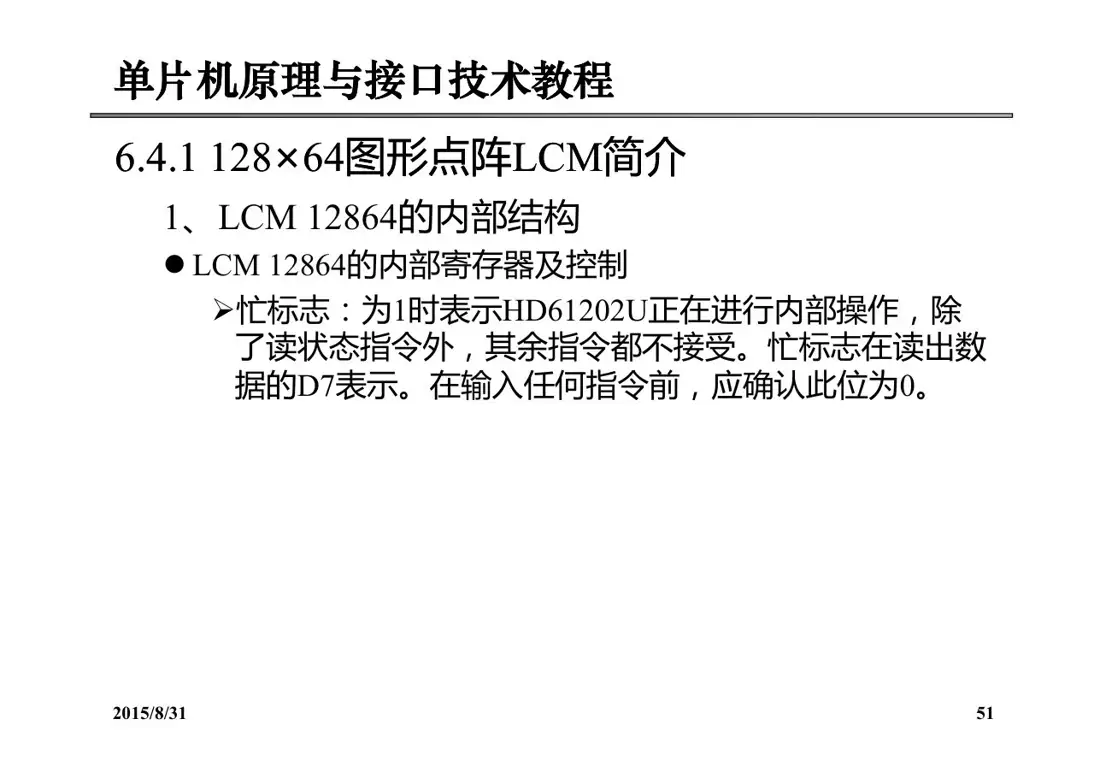 单片机原理与接口技术教程
6.4.1 128×64图形点阵LCM简介
1、LCM 12864的内部结构
●LCM 12864的内部寄存器及控制
➢忙标志：为1时表示HD61202U正在进行内部操作，除
了读状态指令外，其余指令都不接受。忙标志在读出数
据的D7表示。在输入任何指令前，应确认此位为0。
2015/8/31
51